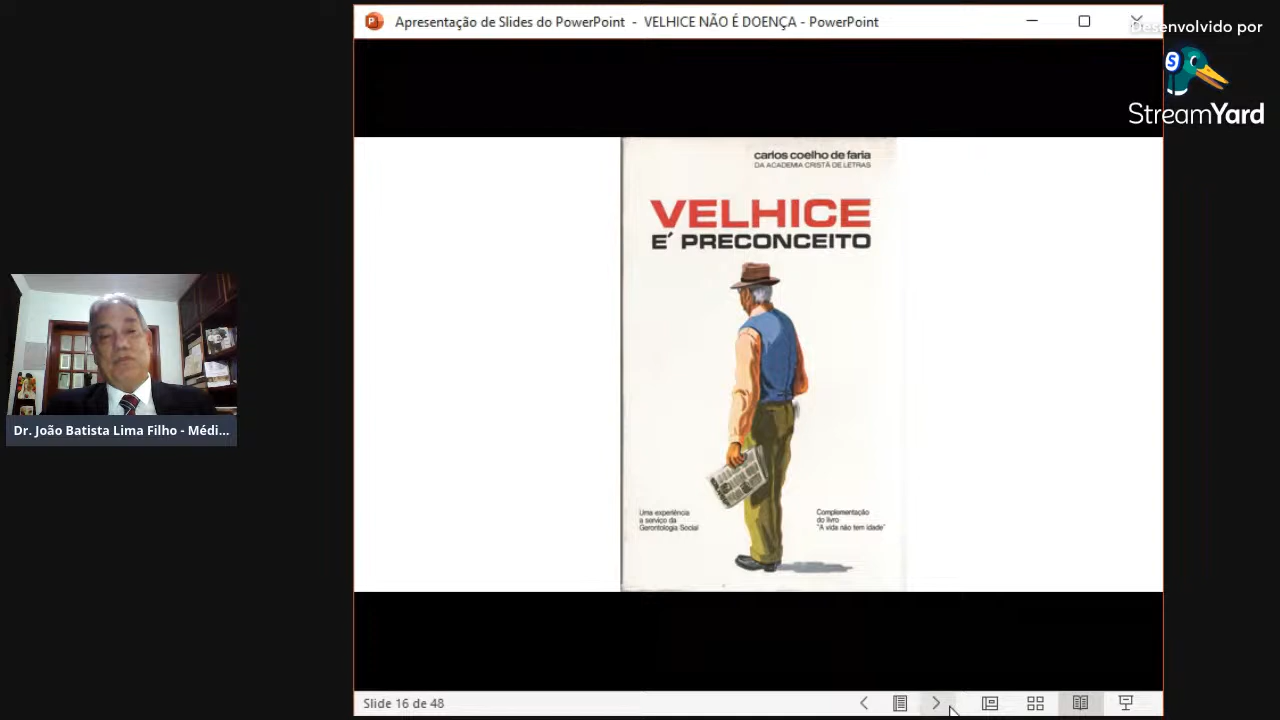 Apresentação de Slides do PowerPoint - VELHICE NÃO É DOENÇA - PowerPoint
Desenvolvido por
S
StreamYard
carlos coelho de faria
DA ACADEMIA CRISTÃ DE LETRAS
VELHICE
E´ PRECONCEITO
Uma experiência
a serviço da
Gerontologia Social
Complementação
do livro
"A vida não tem idade"
Dr. João Batista Lima Filho - Médi...
Slide 16 de 48